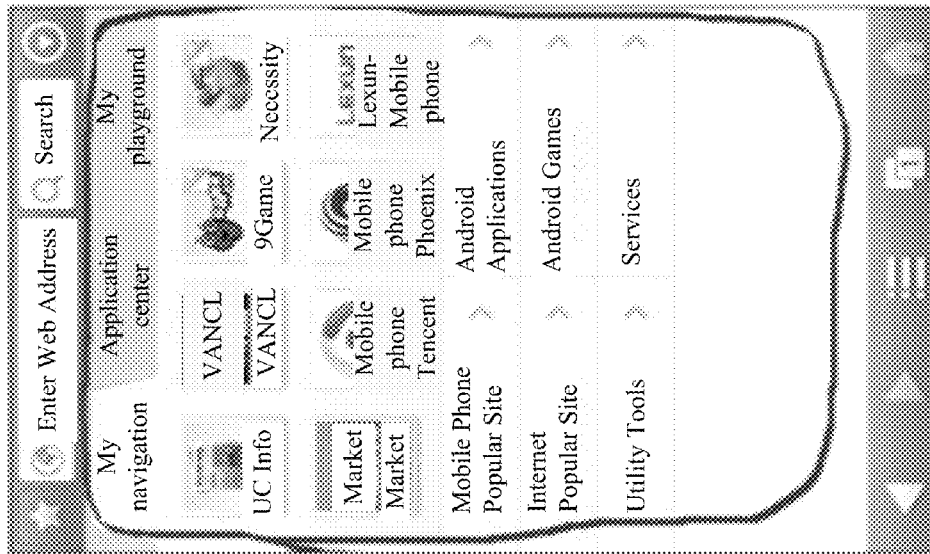 Enter Web Address
Search
My
navigation
Application
center
My
playground
VANCL
UC Info
VANCL
9Game
Necessity
Market
Lexun
Market
Mobile
phone
Tencent
Mobile
phone
Phoenix
Lexun-
Mobile
phone
Mobile Phone
Popular Site
Android
Applications
Internet
Popular Site
Android Games
Utility Tools
Services